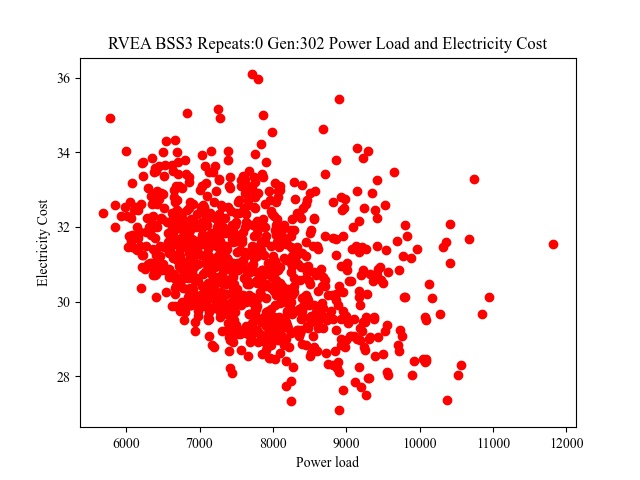 RVEA BSS3 Repeats:0 Gen:302 Power Load and Electricity Cost
36
34
32
30
28
Electricity Cost
6000 7000 8000 9000 10000 11000 12000
Power load